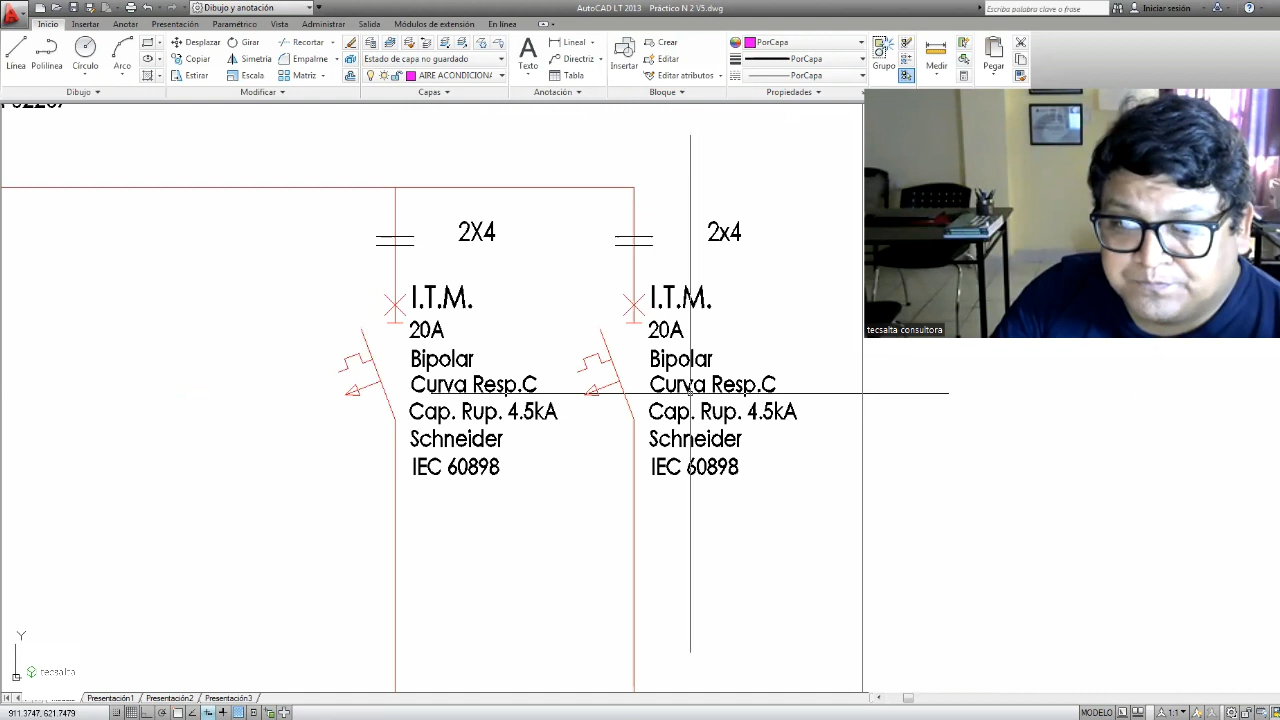 Dibujo y anotación
AutoCAD LT 2013 Práctico N 2 V5.dwg
Escriba palabra clave o frase
Iniciar sesión
Inicio Insertar Anotar Presentación Paramétrico Vista Administrar Salida Módulos de extensión En línea
Línea Polilínea Círculo Arco
Desplazar Girar Recortar
Copiar Simetría Empalme
Estirar Escala Matriz
Estado de capa no guardado
AIRE ACONDICIONA
Texto
Lineal
Directriz
Tabla
Insertar
Crear
Editar
Editar atributos
PorCapa
PorCapa
PorCapa
Grupo
Medir
Pegar
Dibujo Modificar Capas Anotación Bloque Propiedades
2X4 2x4
I.T.M. I.T.M.
20A 20A
Bipolar Bipolar
Curva Resp.C Curva Resp.C
Cap. Rup. 4.5kA Cap. Rup. 4.5kA
Schneider Schneider
IEC 60898 IEC 60898
tecsalta consultora
Y
tecsalta
Presentación1 Presentación2 Presentación3
911.3747, 621.7479
MODELO
1:1